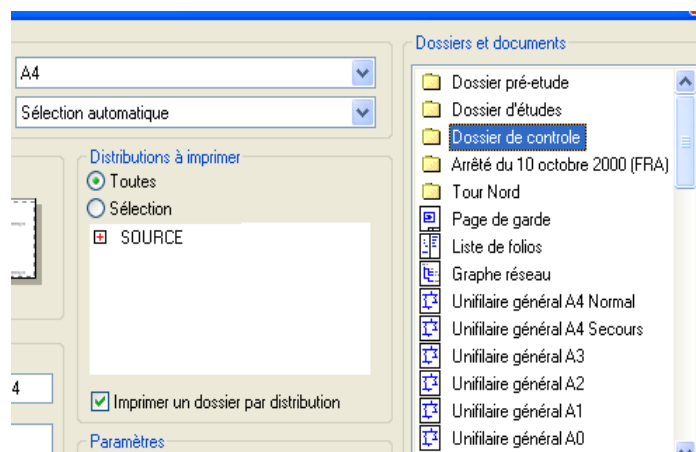 A4
Sélection automatique
Distributions à imprimer
Toutes
Sélection
SOURCE
4
Imprimer un dossier par distribution
Paramètres
Dossiers et documents
Dossier pré-etude
Dossier d'études
Dossier de controle
Arrêté du 10 octobre 2000 (FRA)
Tour Nord
Page de garde
Liste de folios
Graphe réseau
Unifilaire général A4 Normal
Unifilaire général A4 Secours
Unifilaire général A3
Unifilaire général A2
Unifilaire général A1
Unifilaire général A0